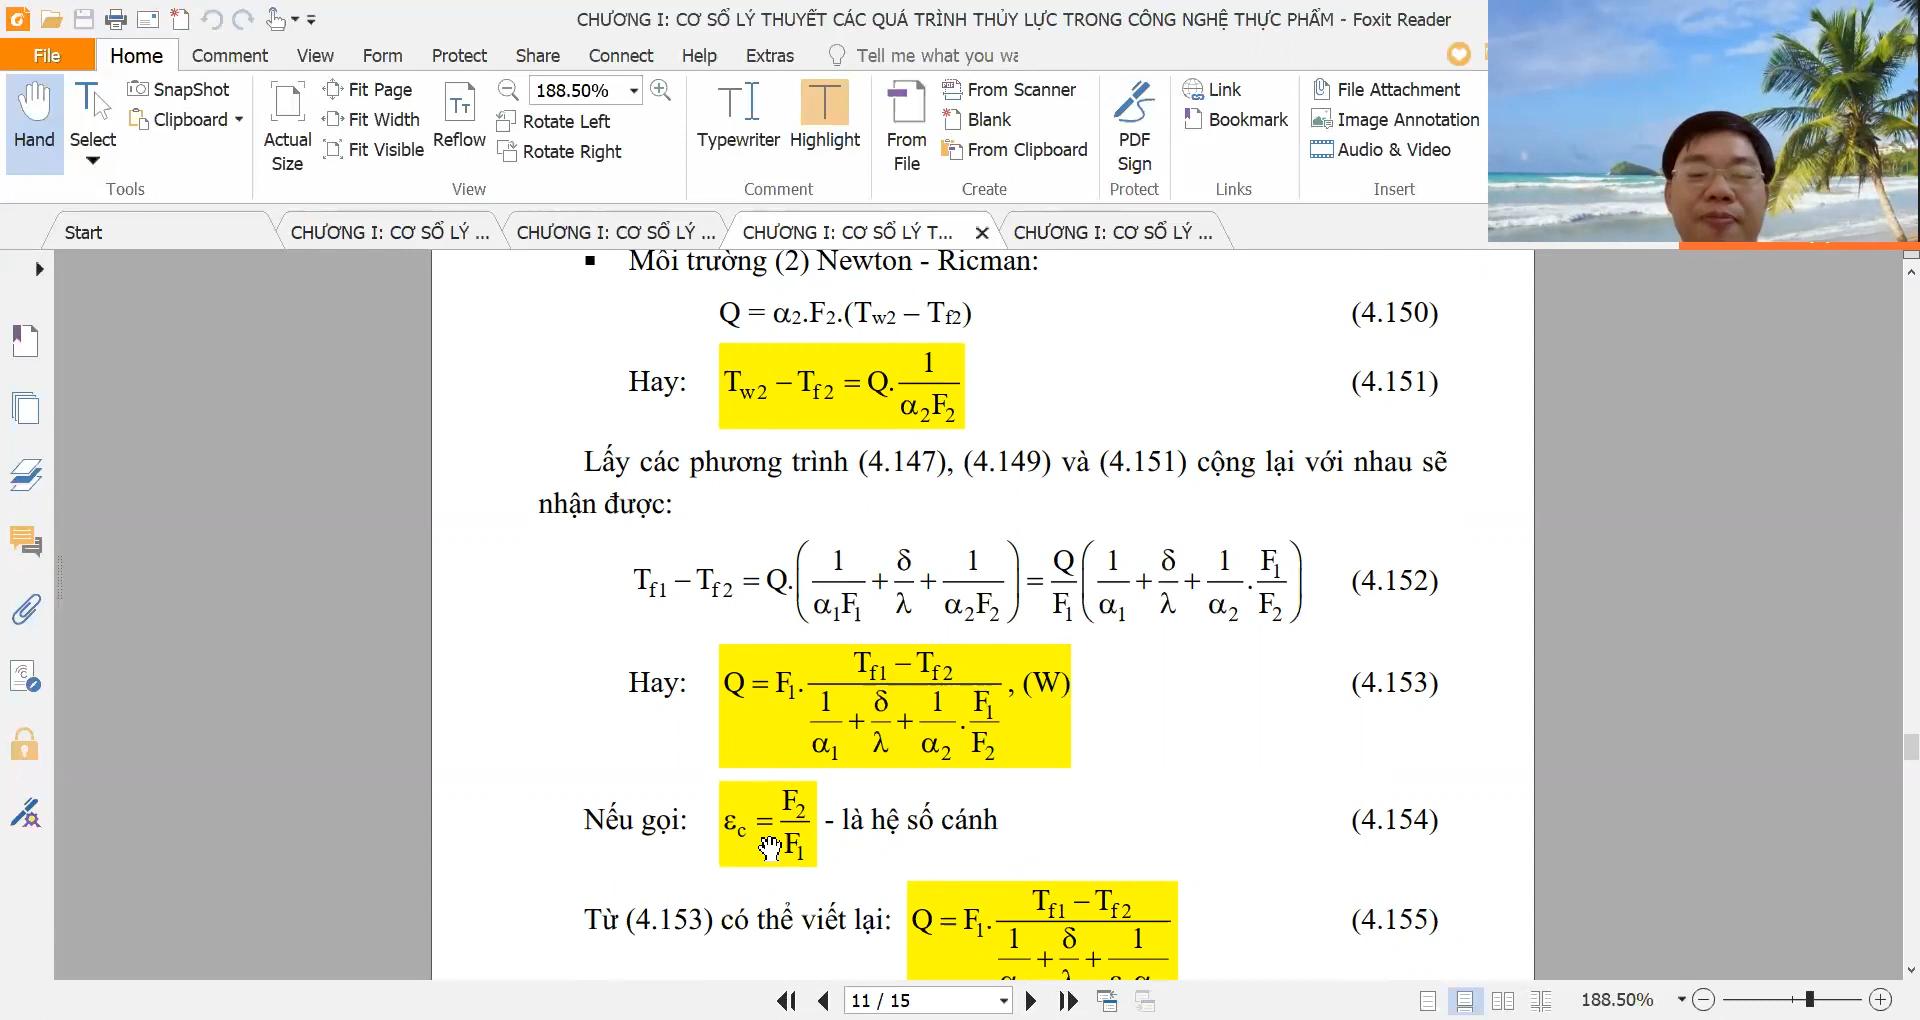 CHƯƠNG I: CƠ SỞ LÝ THUYẾT CÁC QUÁ TRÌNH THỦY LỰC TRONG CÔNG NGHỆ THỰC PHẨM - Foxit Reader
File Home Comment View Form Protect Share Connect Help Extras Tell me what you wa
Hand Select SnapShot Clipboard
Tools
Actual Size Fit Page Fit Width Fit Visible Reflow 188.50% Rotate Left Rotate Right
View
Typewriter Highlight
Comment
From File From Scanner Blank From Clipboard
Create
PDF Sign
Protect
Link Bookmark
Links
File Attachment Image Annotation Audio & Video
Insert
Start CHƯƠNG I: CƠ SỞ LÝ ... CHƯƠNG I: CƠ SỞ LÝ ... CHƯƠNG I: CƠ SỞ LÝ T... CHƯƠNG I: CƠ SỞ LÝ ...
▪ Môi trường (2) Newton - Ricman:
Q = α₂.F₂.(Tw2 – Tf2) (4.150)
Hay: Tw2 − Tf2 = Q. 1/(α₂F₂) (4.151)
Lấy các phương trình (4.147), (4.149) và (4.151) cộng lại với nhau sẽ
nhận được:
Tf1 − Tf2 = Q.(1/(α₁F₁) + δ/λ + 1/(α₂F₂)) = Q/F₁ (1/α₁ + δ/λ + 1/α₂ . F₁/F₂) (4.152)
Hay: Q = F₁. (Tf1 − Tf2)/(1/α₁ + δ/λ + 1/α₂ . F₁/F₂) , (W) (4.153)
Nếu gọi: εc = F₂/F₁ - là hệ số cánh (4.154)
Từ (4.153) có thể viết lại: Q = F₁. (Tf1 − Tf2)/(1/ + δ/λ + 1/ (4.155)
11 / 15 188.50%